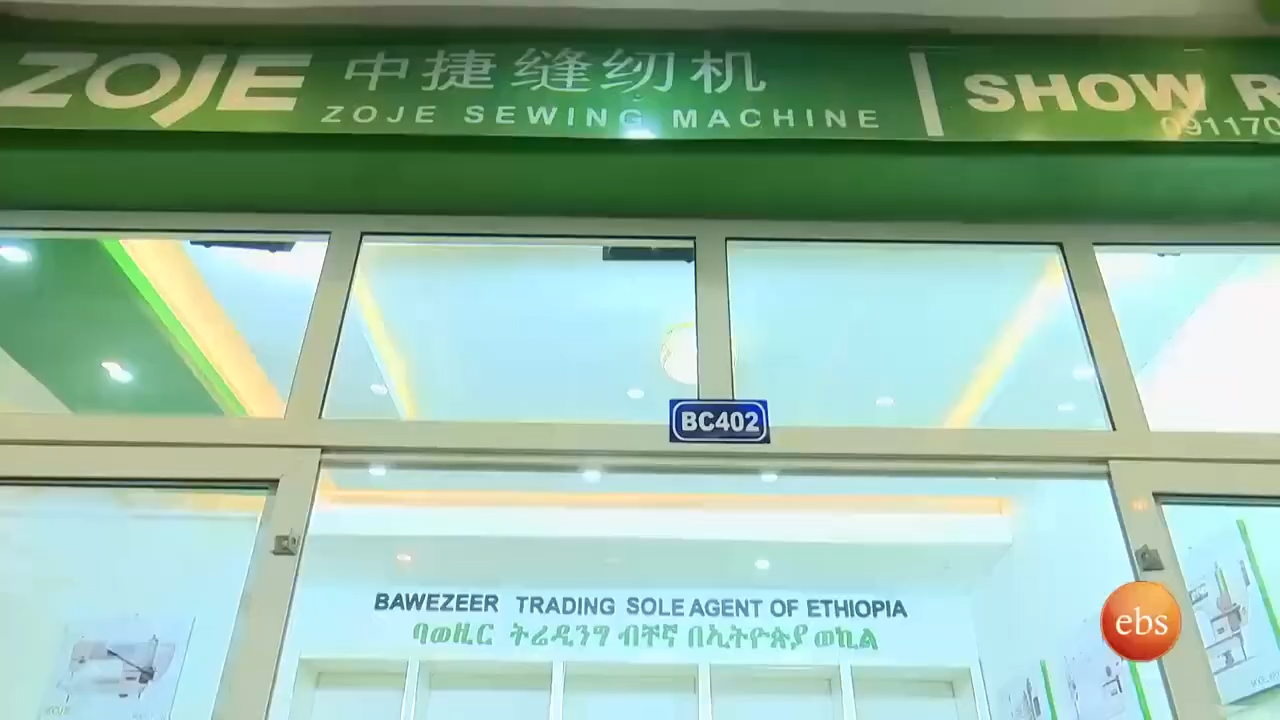 ZOJE 中捷缝纫机
ZOJE SEWING MACHINE
SHOW
BC402
BAWEZEER TRADING SOLE AGENT OF ETHIOPIA
ባወዚር ትሬዲንግ ብቸኛ በኢትዮጵያ ወኪል
ebs